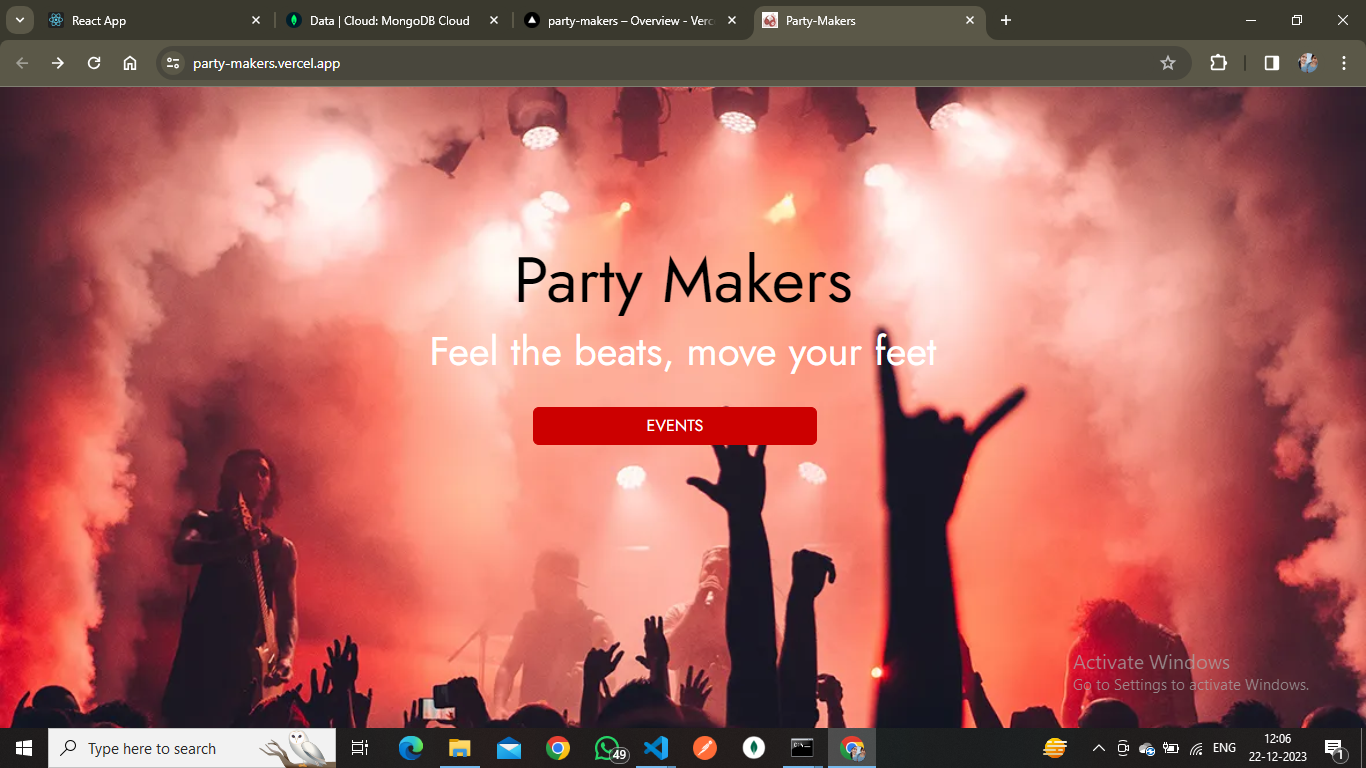 React App
Data | Cloud: MongoDB Cloud
party-makers – Overview - Verc
Party-Makers
party-makers.vercel.app
Party Makers
Feel the beats, move your feet
EVENTS
Activate Windows
Go to Settings to activate Windows.
Type here to search
49
ENG
12:06
22-12-2023
1